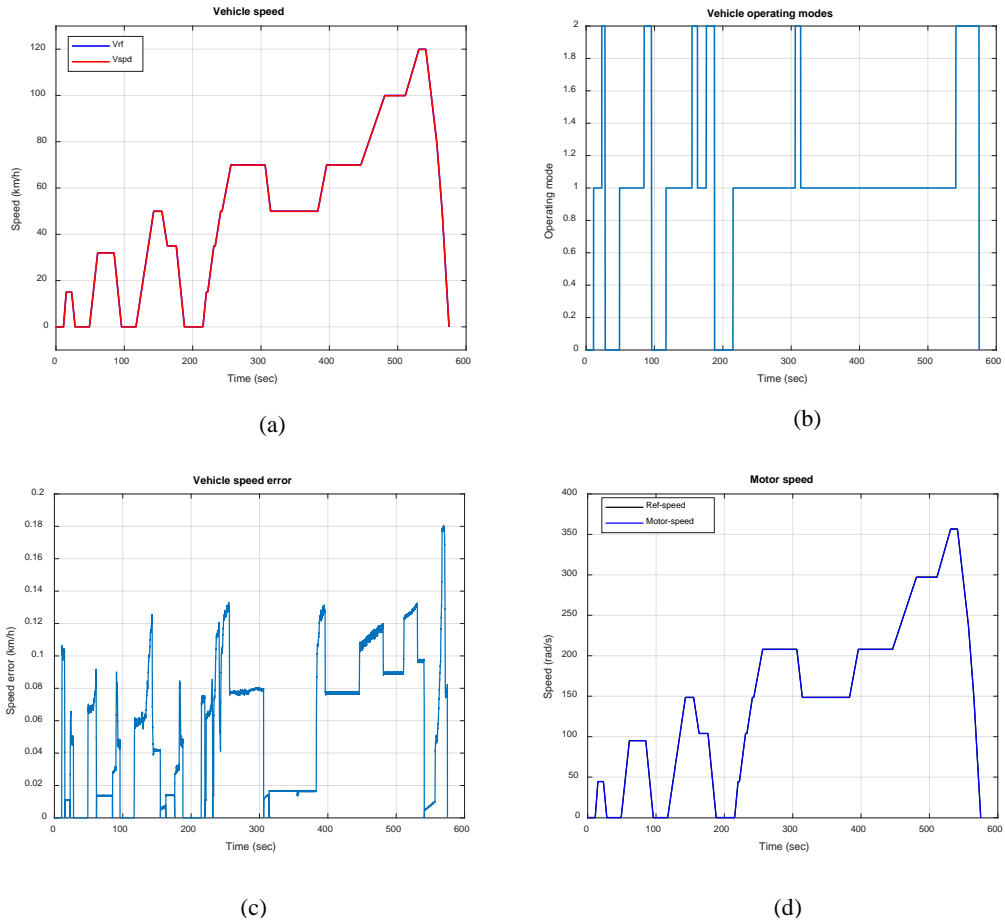 Vehicle speed
120
100
80
60
40
20
0
Speed (km/h)
Vrf
Vspd
0 100 200 300 400 500 600
Time (sec)
(a)
Vehicle operating modes
2
1.8
1.6
1.4
1.2
1
0.8
0.6
0.4
0.2
0
Operating mode
0 100 200 300 400 500 600
Time (sec)
(b)
Vehicle speed error
0.2
0.18
0.16
0.14
0.12
0.1
0.08
0.06
0.04
0.02
0
Speed error (km/h)
0 100 200 300 400 500 600
Time (sec)
(c)
Motor speed
400
350
300
250
200
150
100
50
0
Speed (rad/s)
Ref-speed
Motor-speed
0 100 200 300 400 500 600
Time (sec)
(d)